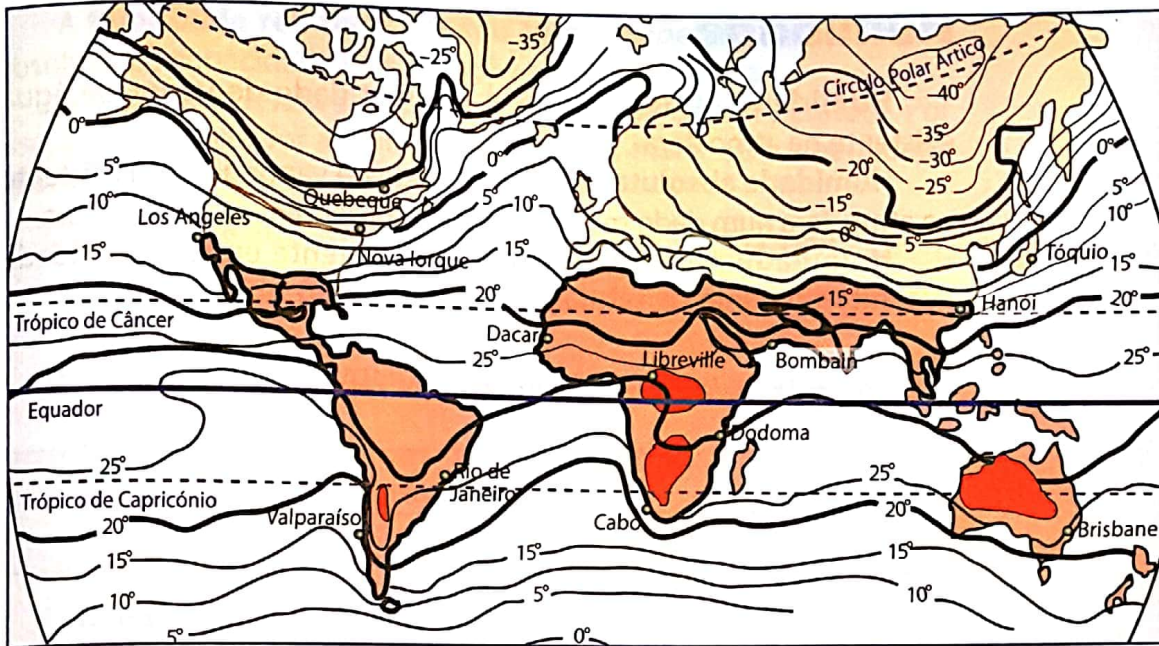 -35°
-25°
Círculo Polar Ártico
-40°
0°
-35°
0°
-20°
-30°
0°
5°
-25°
5°
5°
-15°
10°
Quebeque
10°
10°
0°
5°
Los Angeles
15°
Nova Iorque
15°
Tóquio
15°
20°
15°
Hanói
20°
Trópico de Câncer
Dacar
25°
Libreville
Bombaín
25°
Equador
Dodoma
25°
Rio de
Janeiro
25°
Trópico de Capricónio
20°
Valparaíso
Cabo
20°
Brisbane
15°
15°
15°
10°
5°
10°
5°
0°